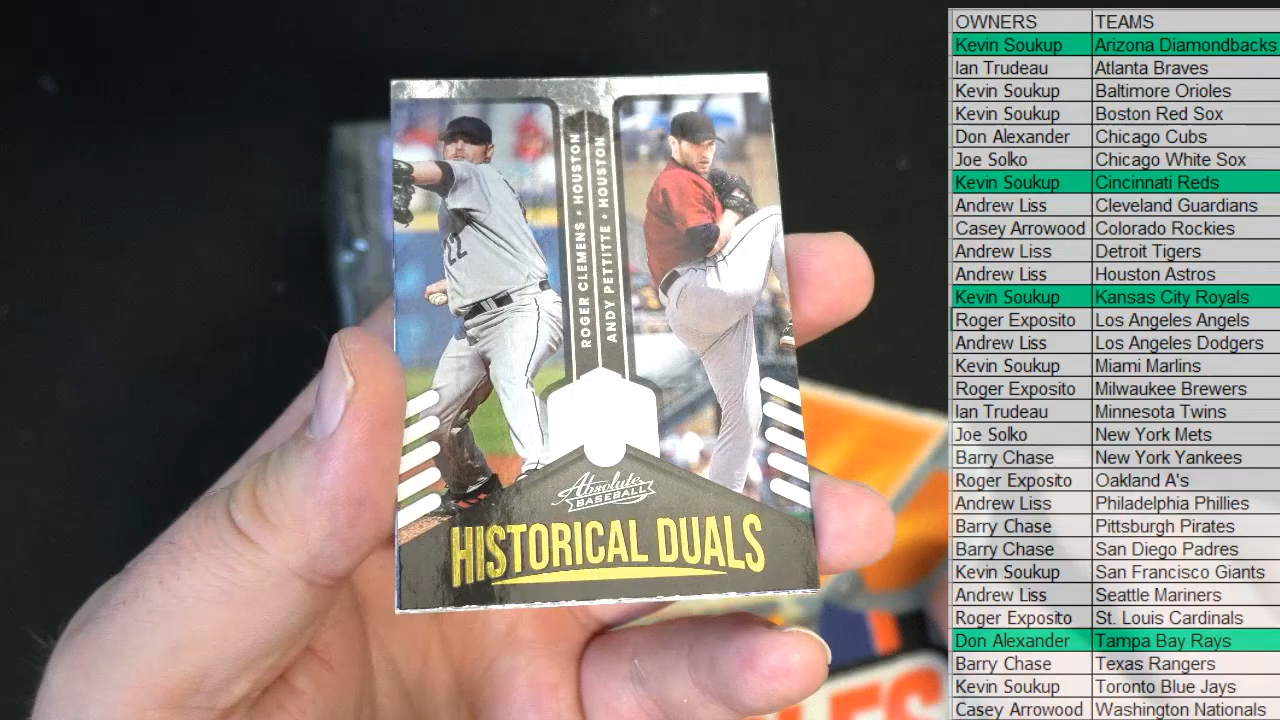 ROGER CLEMENS • HOUSTON
ANDY PETTITTE • HOUSTON
22
Absolute
BASEBALL
HISTORICAL DUALS
OWNERS TEAMS
Kevin Soukup Arizona Diamondbacks
Ian Trudeau Atlanta Braves
Kevin Soukup Baltimore Orioles
Kevin Soukup Boston Red Sox
Don Alexander Chicago Cubs
Joe Solko Chicago White Sox
Kevin Soukup Cincinnati Reds
Andrew Liss Cleveland Guardians
Casey Arrowood Colorado Rockies
Andrew Liss Detroit Tigers
Andrew Liss Houston Astros
Kevin Soukup Kansas City Royals
Roger Exposito Los Angeles Angels
Andrew Liss Los Angeles Dodgers
Kevin Soukup Miami Marlins
Roger Exposito Milwaukee Brewers
Ian Trudeau Minnesota Twins
Joe Solko New York Mets
Barry Chase New York Yankees
Roger Exposito Oakland A's
Andrew Liss Philadelphia Phillies
Barry Chase Pittsburgh Pirates
Barry Chase San Diego Padres
Kevin Soukup San Francisco Giants
Andrew Liss Seattle Mariners
Roger Exposito St. Louis Cardinals
Don Alexander Tampa Bay Rays
Barry Chase Texas Rangers
Kevin Soukup Toronto Blue Jays
Casey Arrowood Washington Nationals